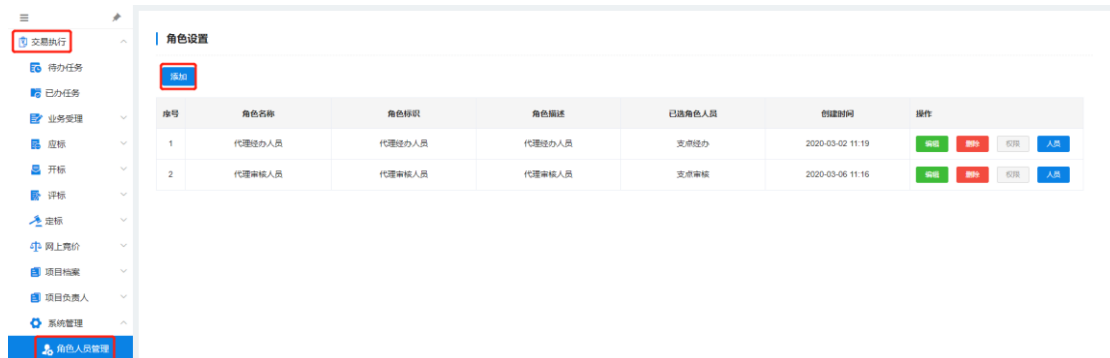 交易执行
待办任务
已办任务
业务受理
应标
开标
评标
定标
网上竞价
项目档案
项目负责人
系统管理
角色人员管理
角色设置
添加
序号 角色名称 角色标识 角色描述 已选角色人员 创建时间 操作
1 代理经办人员 代理经办人员 代理经办人员 支点经办 2020-03-02 11:19 编辑 删除 权限 人员
2 代理审核人员 代理审核人员 代理审核人员 支点审核 2020-03-06 11:16 编辑 删除 权限 人员